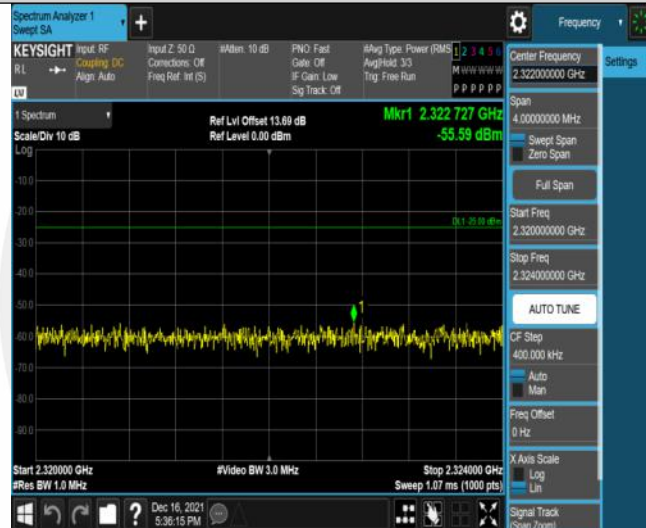 Spectrum Analyzer 1
Swept SA
+
Frequency
Settings
KEYSIGHT
RL
LXI
Input: RF
Coupling: DC
Align: Auto
Input Z: 50 Ω
Corrections: Off
Freq Ref: Int (S)
#Atten: 10 dB
PNO: Fast
Gate: Off
IF Gain: Low
Sig Track: Off
#Avg Type: Power (RMS
Avg|Hold: 3/3
Trig: Free Run
1 2 3 4 5 6
M W W W W W
P P P P P P
1 Spectrum
Scale/Div 10 dB
Log
Ref Lvl Offset 13.69 dB
Ref Level 0.00 dBm
Mkr1 2.322 727 GHz
-55.59 dBm
-10.0
-20.0
DL1 -25.00 dBm
-30.0
-40.0
-50.0
1
-60.0
-70.0
-80.0
-90.0
Start 2.320000 GHz
#Res BW 1.0 MHz
#Video BW 3.0 MHz
Stop 2.324000 GHz
Sweep 1.07 ms (1000 pts)
?
Dec 16, 2021
5:36:15 PM
Center Frequency
2.322000000 GHz
Span
4.00000000 MHz
Swept Span
Zero Span
Full Span
Start Freq
2.320000000 GHz
Stop Freq
2.324000000 GHz
AUTO TUNE
CF Step
400.000 kHz
Auto
Man
Freq Offset
0 Hz
X Axis Scale
Log
Lin
Signal Track
(Span Zoom)